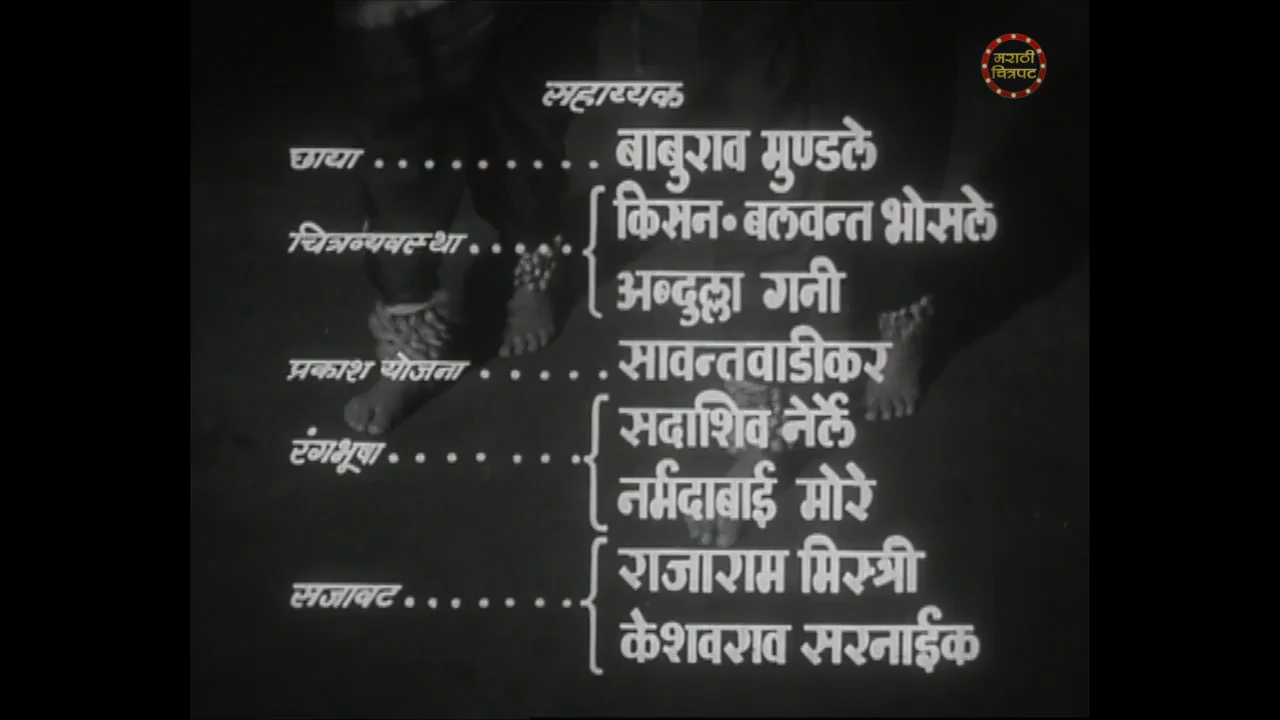 मराठी
चित्रपट
सहाय्यक
छाया . . . . . . . . . बाबुराव मुण्डले
चित्रव्यवस्था . . . . . { किसन • बलवन्त भोसले
अब्दुल्ला गनी
प्रकाश योजना . . . . . सावन्तवाडीकर
रंगभूषा . . . . . . . { सदाशिव नेर्ले
नर्मदाबाई मोरे
सजावट . . . . . . . { राजाराम मिस्त्री
केशवराव सरनाईक